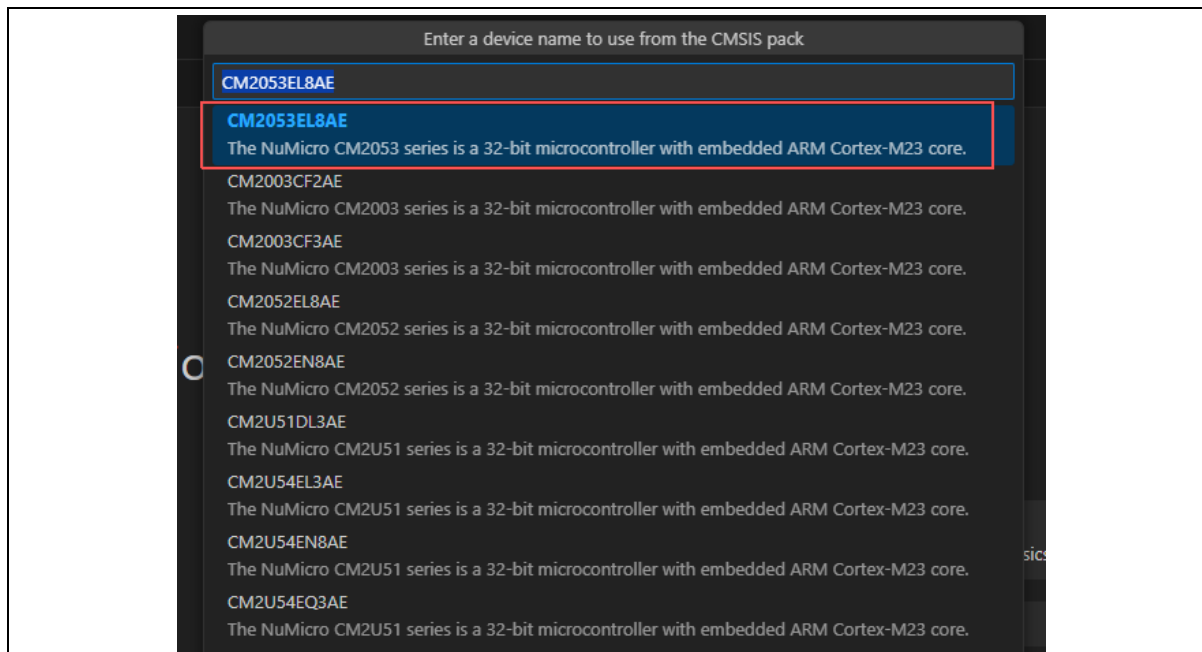 Enter a device name to use from the CMSIS pack
CM2053EL8AE
CM2053EL8AE
The NuMicro CM2053 series is a 32-bit microcontroller with embedded ARM Cortex-M23 core.
CM2003CF2AE
The NuMicro CM2003 series is a 32-bit microcontroller with embedded ARM Cortex-M23 core.
CM2003CF3AE
The NuMicro CM2003 series is a 32-bit microcontroller with embedded ARM Cortex-M23 core.
CM2052EL8AE
The NuMicro CM2052 series is a 32-bit microcontroller with embedded ARM Cortex-M23 core.
CM2052EN8AE
The NuMicro CM2052 series is a 32-bit microcontroller with embedded ARM Cortex-M23 core.
CM2U51DL3AE
The NuMicro CM2U51 series is a 32-bit microcontroller with embedded ARM Cortex-M23 core.
CM2U54EL3AE
The NuMicro CM2U51 series is a 32-bit microcontroller with embedded ARM Cortex-M23 core.
CM2U54EN8AE
The NuMicro CM2U51 series is a 32-bit microcontroller with embedded ARM Cortex-M23 core.
CM2U54EQ3AE
The NuMicro CM2U51 series is a 32-bit microcontroller with embedded ARM Cortex-M23 core.